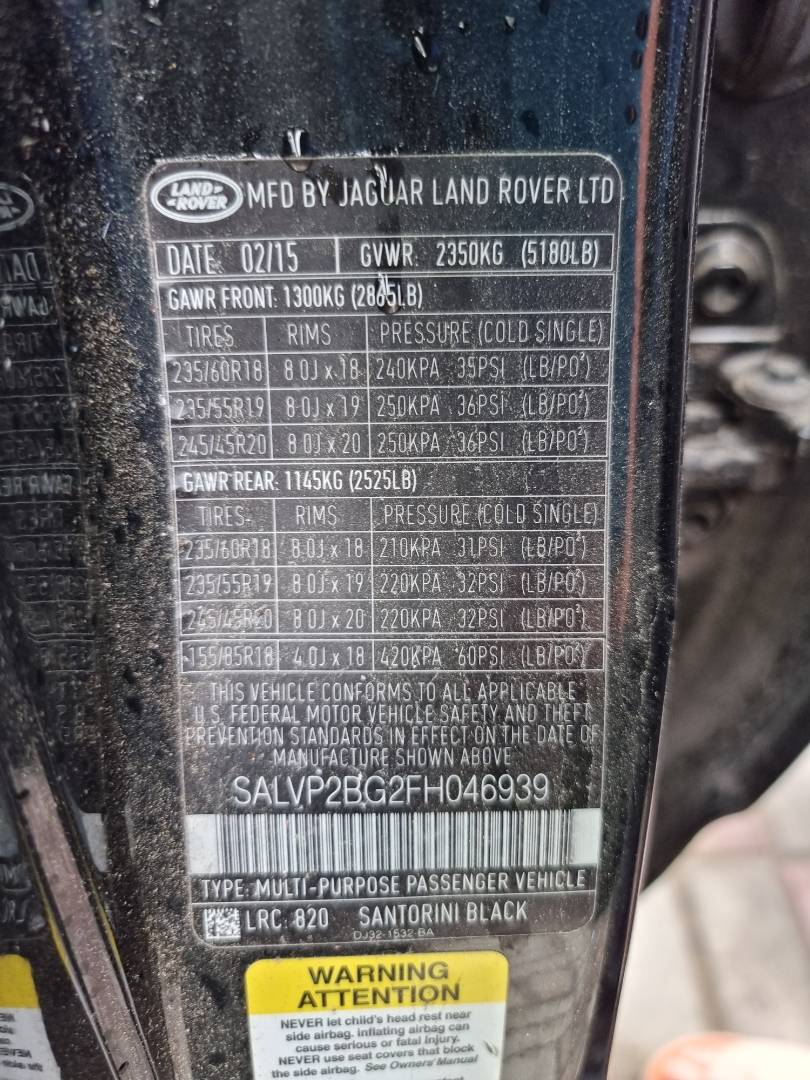 LAND ROVER MFD BY JAGUAR LAND ROVER LTD
DATE: 02/15 GVWR: 2350KG (5180LB)
GAWR FRONT: 1300KG (2865LB)
TIRES RIMS PRESSURE (COLD SINGLE)
235/60R18 8.0J x 18 240KPA 35PSI (LB/PO²)
235/55R19 8.0J x 19 250KPA 36PSI (LB/PO²)
245/45R20 8.0J x 20 250KPA 36PSI (LB/PO²)
GAWR REAR: 1145KG (2525LB)
TIRES RIMS PRESSURE (COLD SINGLE)
235/60R18 8.0J x 18 210KPA 31PSI (LB/PO²)
235/55R19 8.0J x 19 220KPA 32PSI (LB/PO²)
245/45R20 8.0J x 20 220KPA 32PSI (LB/PO²)
155/85R18 4.0J x 18 420KPA 60PSI (LB/PO²)
THIS VEHICLE CONFORMS TO ALL APPLICABLE
U.S. FEDERAL MOTOR VEHICLE SAFETY AND THEFT
PREVENTION STANDARDS IN EFFECT ON THE DATE OF
MANUFACTURE SHOWN ABOVE
SALVP2BG2FH046939
TYPE: MULTI-PURPOSE PASSENGER VEHICLE
LRC: 820 SANTORINI BLACK
DJ32-1532-BA
WARNING
ATTENTION
NEVER let child's head rest near
side airbag. inflating airbag can
cause serious or fatal injury.
NEVER use seat covers that block
the side airbag. See Owners' Manual